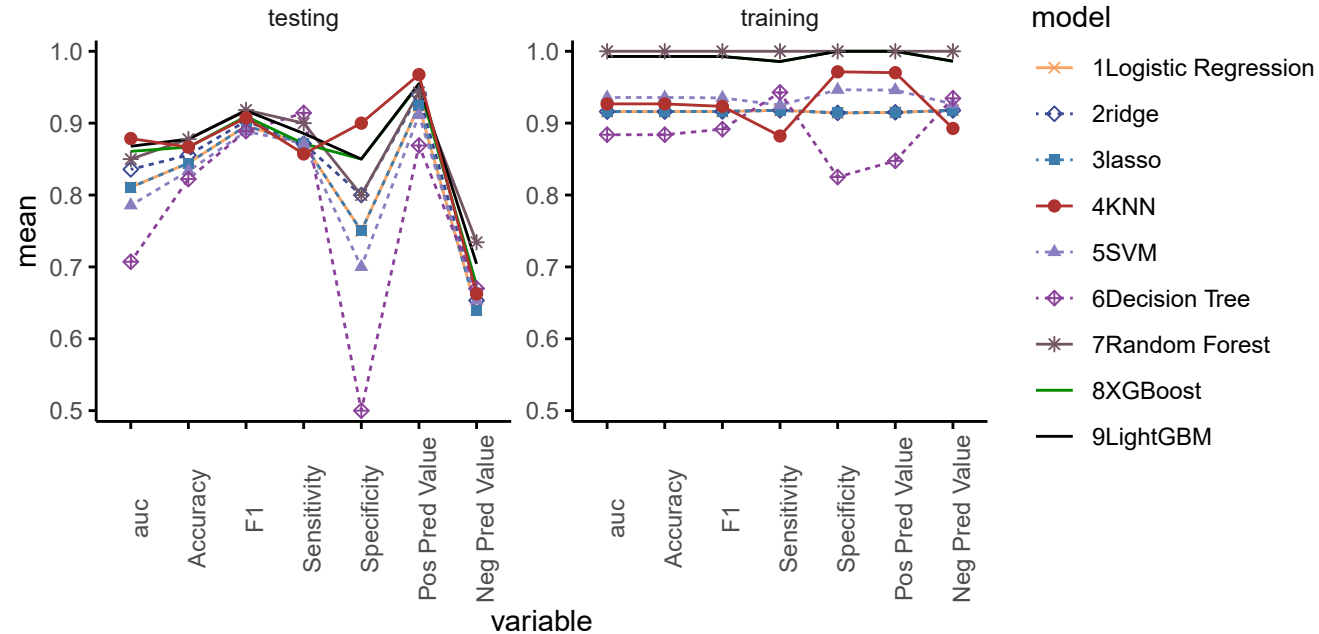 testing
training
model
mean
1.0
0.9
0.8
0.7
0.6
0.5
1.0
0.9
0.8
0.7
0.6
0.5
auc
Accuracy
F1
Sensitivity
Specificity
Pos Pred Value
Neg Pred Value
auc
Accuracy
F1
Sensitivity
Specificity
Pos Pred Value
Neg Pred Value
variable
1Logistic Regression
2ridge
3lasso
4KNN
5SVM
6Decision Tree
7Random Forest
8XGBoost
9LightGBM